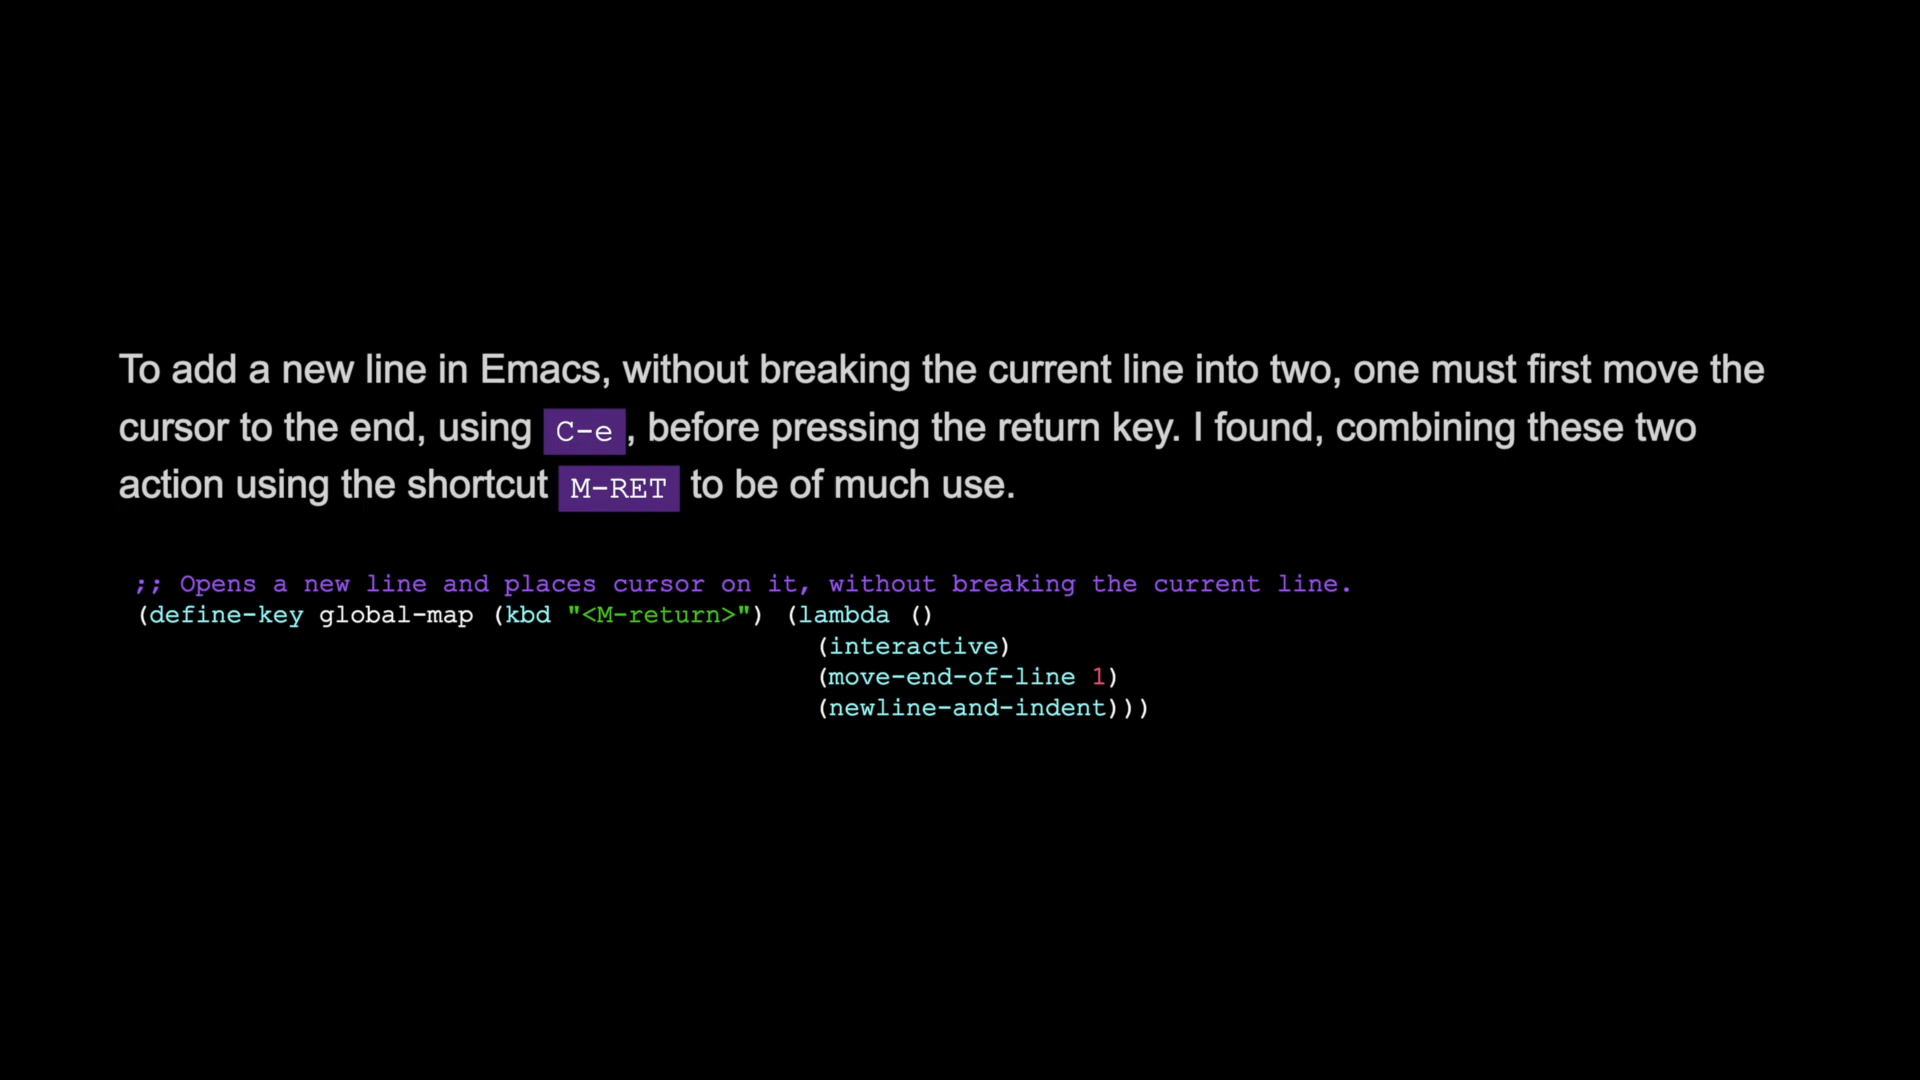 To add a new line in Emacs, without breaking the current line into two, one must first move the
cursor to the end, using C-e, before pressing the return key. I found, combining these two
action using the shortcut M-RET to be of much use.
;; Opens a new line and places cursor on it, without breaking the current line.
(define-key global-map (kbd "<M-return>") (lambda ()
(interactive)
(move-end-of-line 1)
(newline-and-indent)))